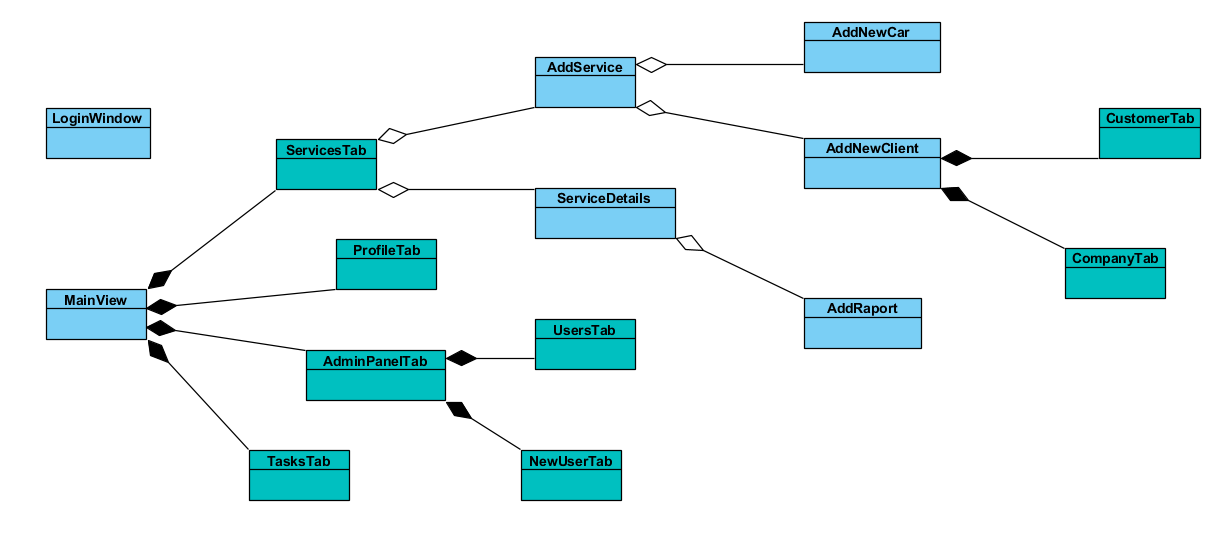 AddNewCar
AddService
LoginWindow
CustomerTab
ServicesTab
AddNewClient
ServiceDetails
ProfileTab
CompanyTab
MainView
AddRaport
UsersTab
AdminPanelTab
TasksTab
NewUserTab